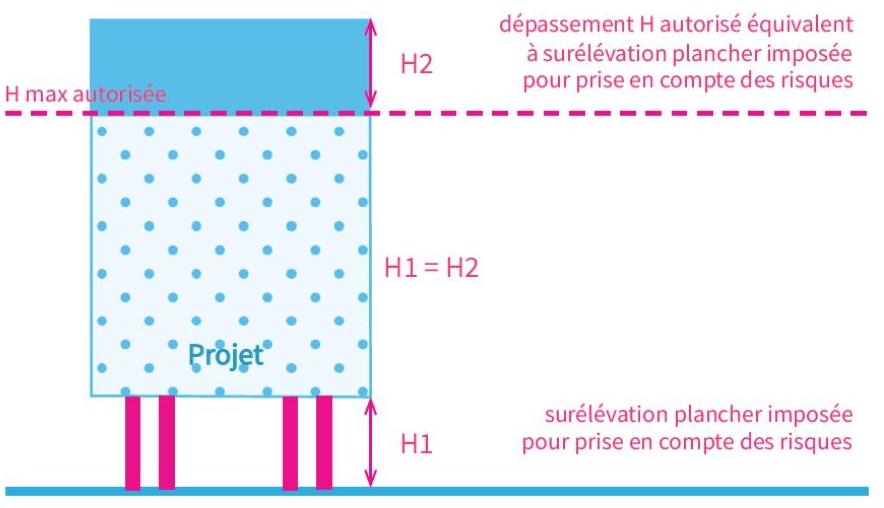 dépassement H autorisé équivalent
à surélévation plancher imposée
pour prise en compte des risques
H2
H max autorisée
H1 = H2
Projet
surélévation plancher imposée
pour prise en compte des risques
H1